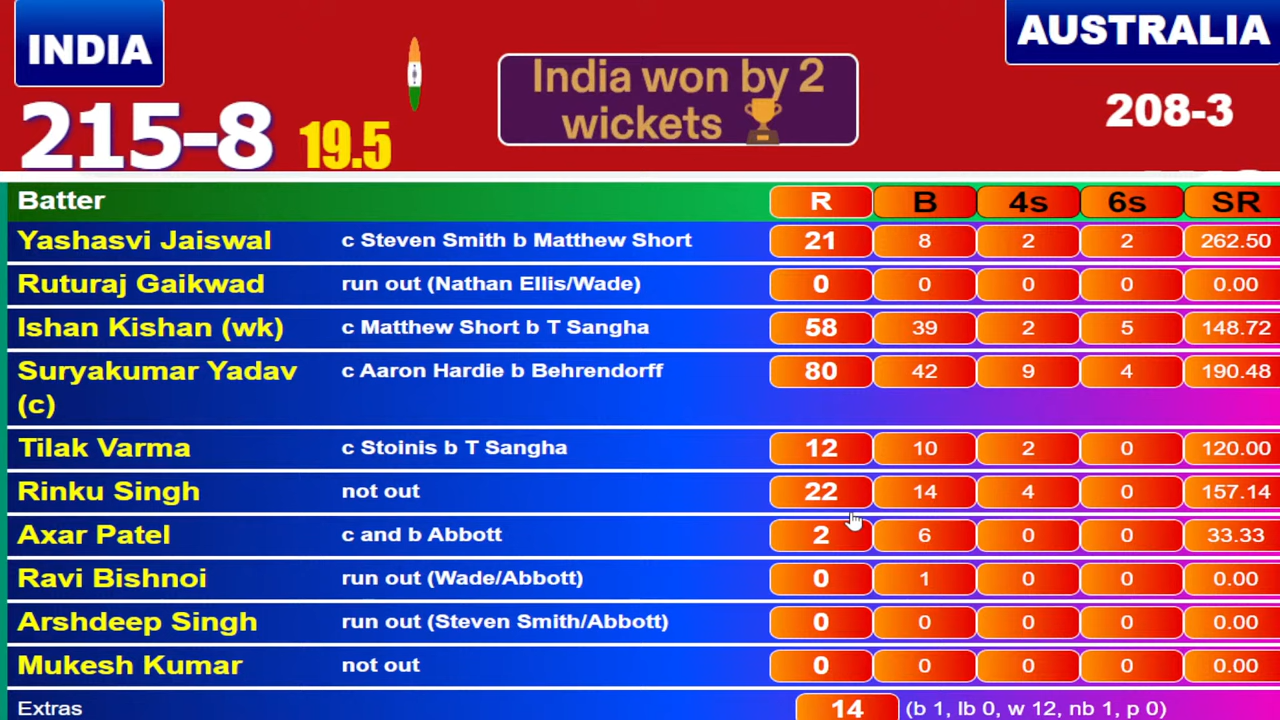 INDIA
AUSTRALIA
India won by 2
wickets
215-8 19.5
208-3
Batter R B 4s 6s SR
Yashasvi Jaiswal c Steven Smith b Matthew Short 21 8 2 2 262.50
Ruturaj Gaikwad run out (Nathan Ellis/Wade) 0 0 0 0 0.00
Ishan Kishan (wk) c Matthew Short b T Sangha 58 39 2 5 148.72
Suryakumar Yadav c Aaron Hardie b Behrendorff 80 42 9 4 190.48
(c)
Tilak Varma c Stoinis b T Sangha 12 10 2 0 120.00
Rinku Singh not out 22 14 4 0 157.14
Axar Patel c and b Abbott 2 6 0 0 33.33
Ravi Bishnoi run out (Wade/Abbott) 0 1 0 0 0.00
Arshdeep Singh run out (Steven Smith/Abbott) 0 0 0 0 0.00
Mukesh Kumar not out 0 0 0 0 0.00
Extras 14 (b 1, lb 0, w 12, nb 1, p 0)